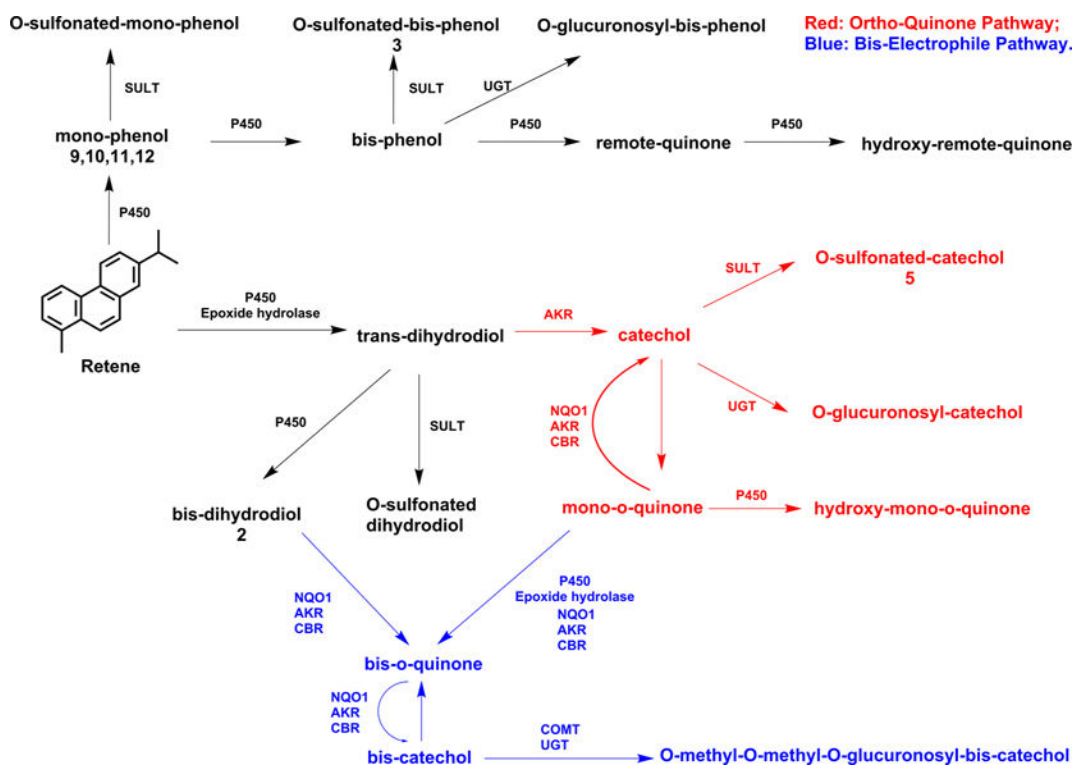 O-sulfonated-mono-phenol
O-sulfonated-bis-phenol
3
O-glucuronosyl-bis-phenol
Red: Ortho-Quinone Pathway;
Blue: Bis-Electrophile Pathway.
SULT
SULT
UGT
mono-phenol
9,10,11,12
P450
bis-phenol
P450
remote-quinone
P450
hydroxy-remote-quinone
P450
Retene
P450
Epoxide hydrolase
trans-dihydrodiol
AKR
catechol
SULT
O-sulfonated-catechol
5
UGT
O-glucuronosyl-catechol
P450
SULT
NQO1
AKR
CBR
bis-dihydrodiol
2
O-sulfonated
dihydrodiol
mono-o-quinone
P450
hydroxy-mono-o-quinone
NQO1
AKR
CBR
P450
Epoxide hydrolase
NQO1
AKR
CBR
bis-o-quinone
NQO1
AKR
CBR
bis-catechol
COMT
UGT
O-methyl-O-methyl-O-glucuronosyl-bis-catechol